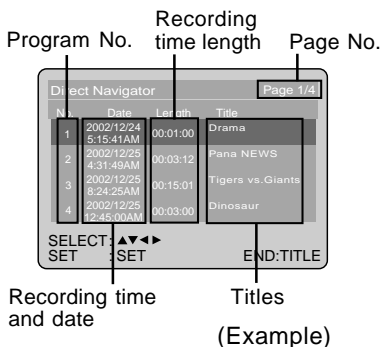 Recording
Program No. time length Page No.
Direct Navigator Page 1/4
No. Date Length Title
1 2002/12/24 5:15:41AM 00:01:00 Drama
2 2002/12/25 4:31:49AM 00:03:12 Pana NEWS
3 2002/12/25 8:24:25AM 00:15:01 Tigers vs.Giants
4 2002/12/25 12:45:00AM 00:03:00 Dinosaur
SELECT: ▲▼◄►
SET :SET END:TITLE
Recording time
and date
Titles
(Example)